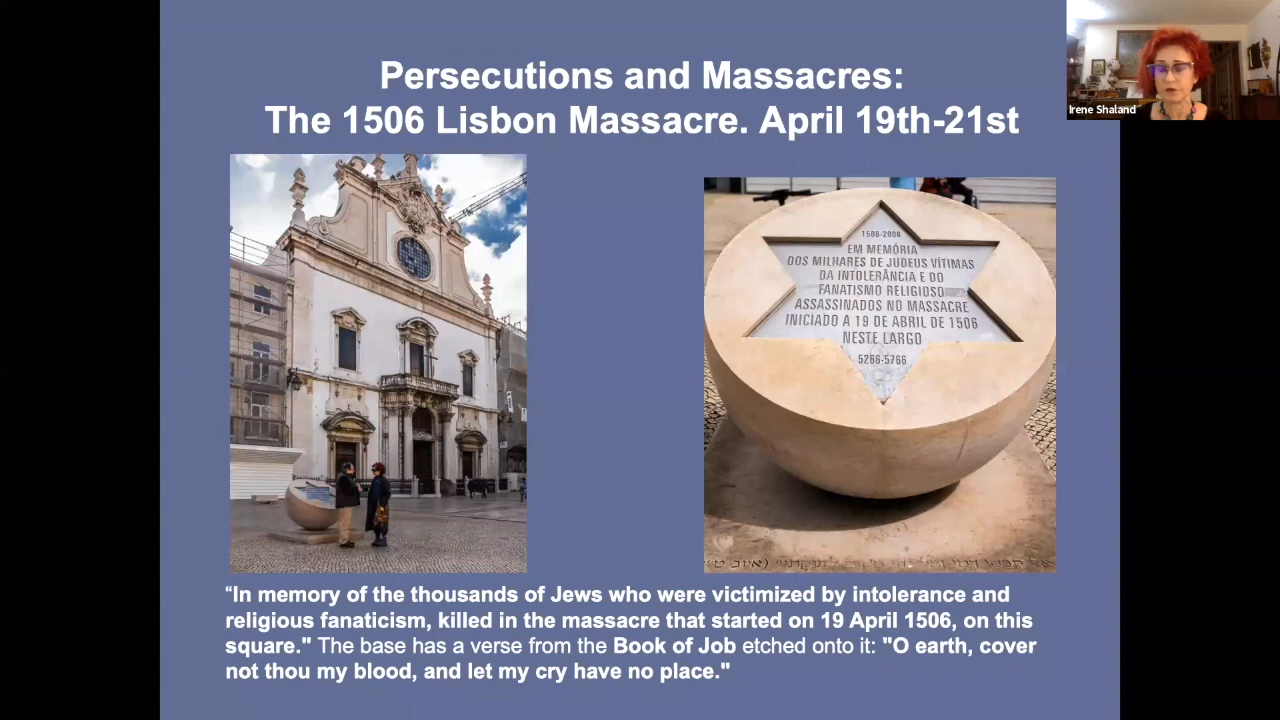 Persecutions and Massacres:
The 1506 Lisbon Massacre. April 19th-21st
Irene Shaland
1506-2006
EM MEMÓRIA
DOS MILHARES DE JUDEUS VÍTIMAS
DA INTOLERÂNCIA E DO
FANATISMO RELIGIOSO
ASSASSINADOS NO MASSACRE
INICIADO A 19 DE ABRIL DE 1506
NESTE LARGO
5266-5766
“In memory of the thousands of Jews who were victimized by intolerance and
religious fanaticism, killed in the massacre that started on 19 April 1506, on this
square." The base has a verse from the Book of Job etched onto it: "O earth, cover
not thou my blood, and let my cry have no place."